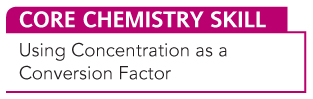 CORE CHEMISTRY SKILL
Using Concentration as a
Conversion Factor